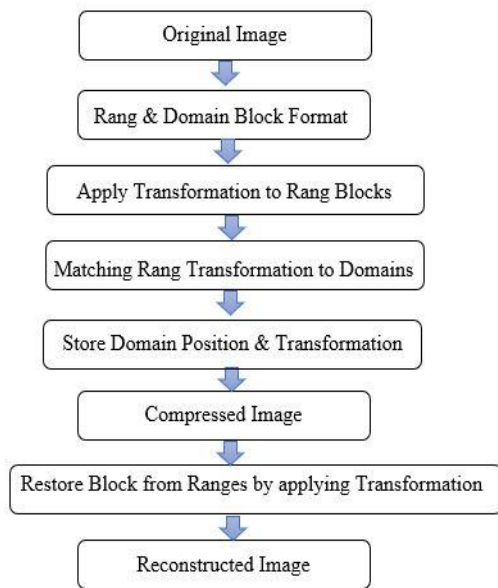 Original Image
Rang & Domain Block Format
Apply Transformation to Rang Blocks
Matching Rang Transformation to Domains
Store Domain Position & Transformation
Compressed Image
Restore Block from Ranges by applying Transformation
Reconstructed Image